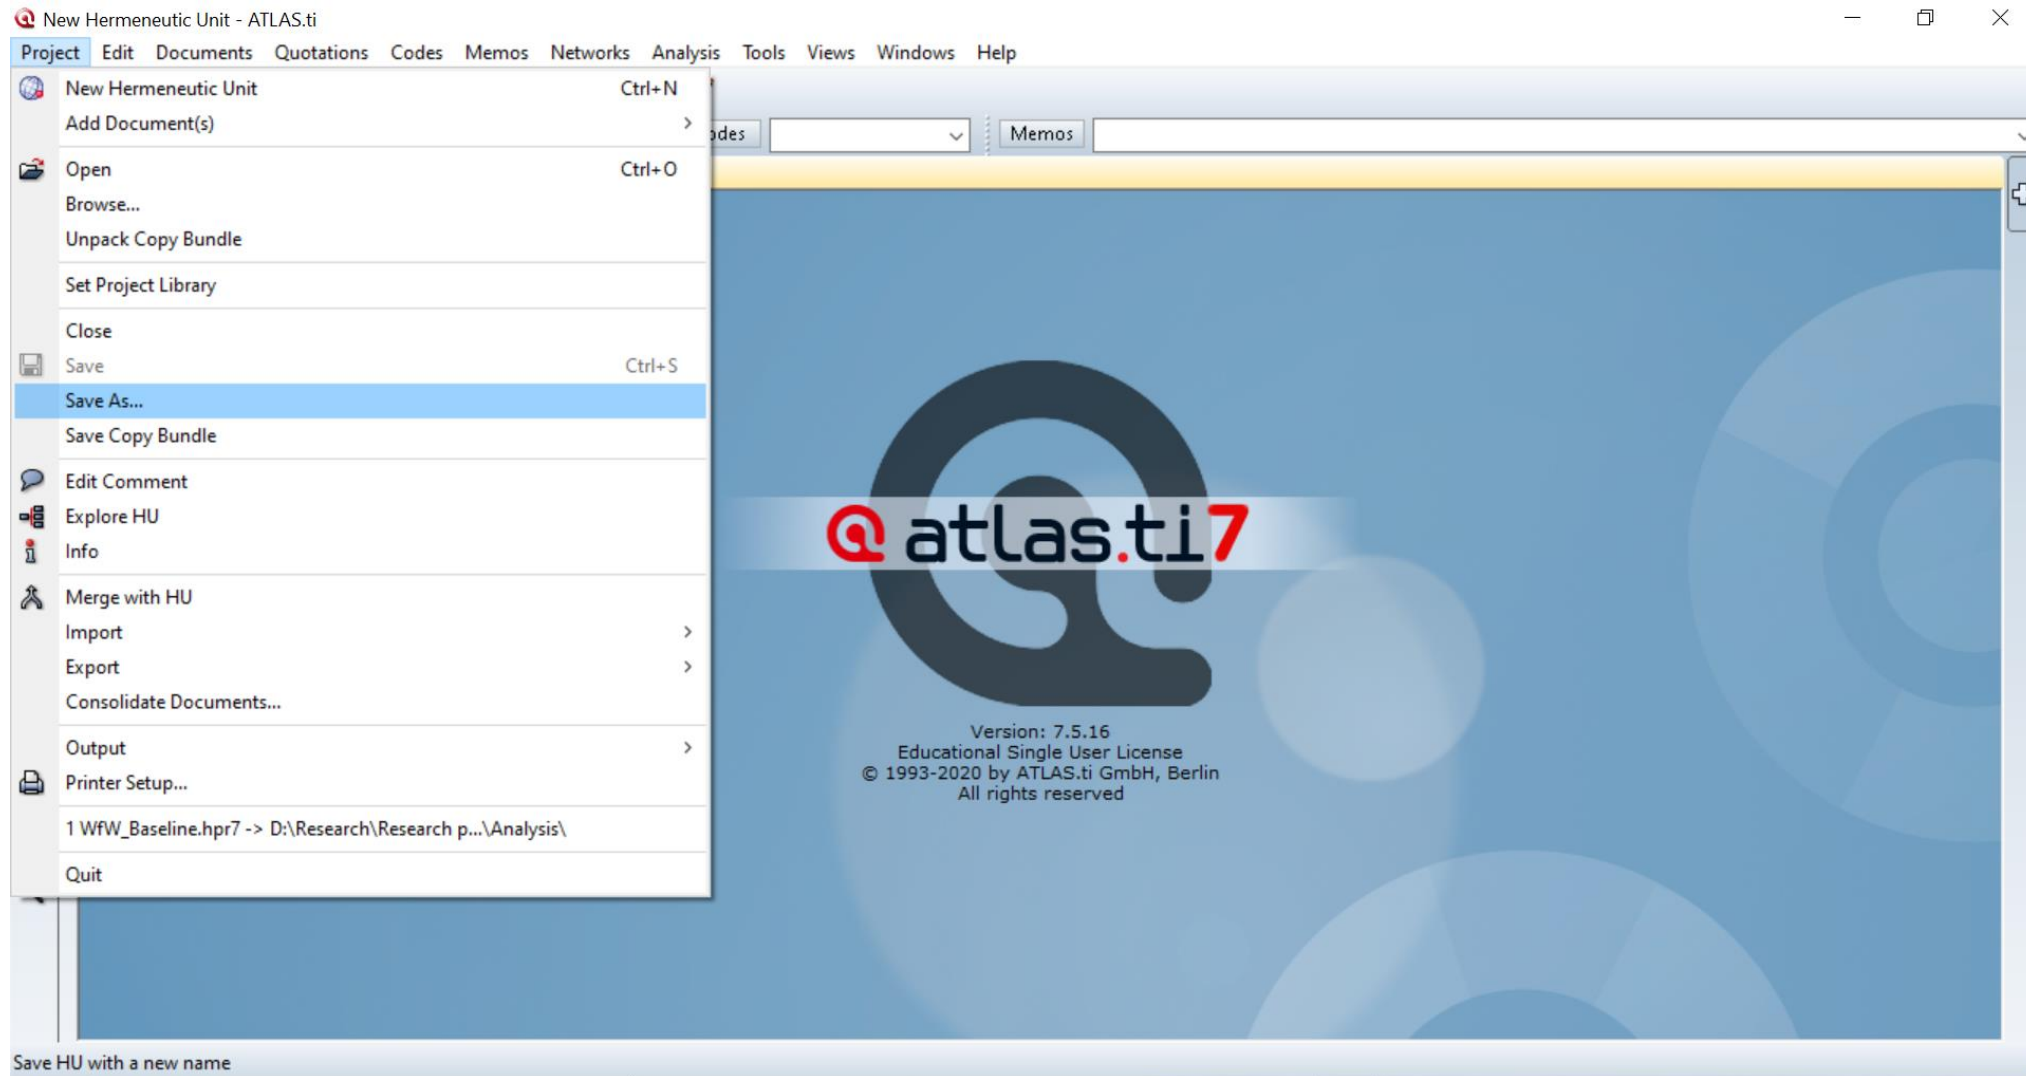 New Hermeneutic Unit - ATLAS.ti
Project Edit Documents Quotations Codes Memos Networks Analysis Tools Views Windows Help
New Hermeneutic Unit Ctrl+N
Add Document(s)
odes Memos
Open Ctrl+O
Browse...
Unpack Copy Bundle
Set Project Library
Close
Save Ctrl+S
Save As...
Save Copy Bundle
Edit Comment
Explore HU
Info
Merge with HU
Import
Export
Consolidate Documents...
Output
Printer Setup...
1 WfW_Baseline.hpr7 -> D:\Research\Research p...\Analysis\
Quit
atlas.ti7
Version: 7.5.16
Educational Single User License
© 1993-2020 by ATLAS.ti GmbH, Berlin
All rights reserved
Save HU with a new name